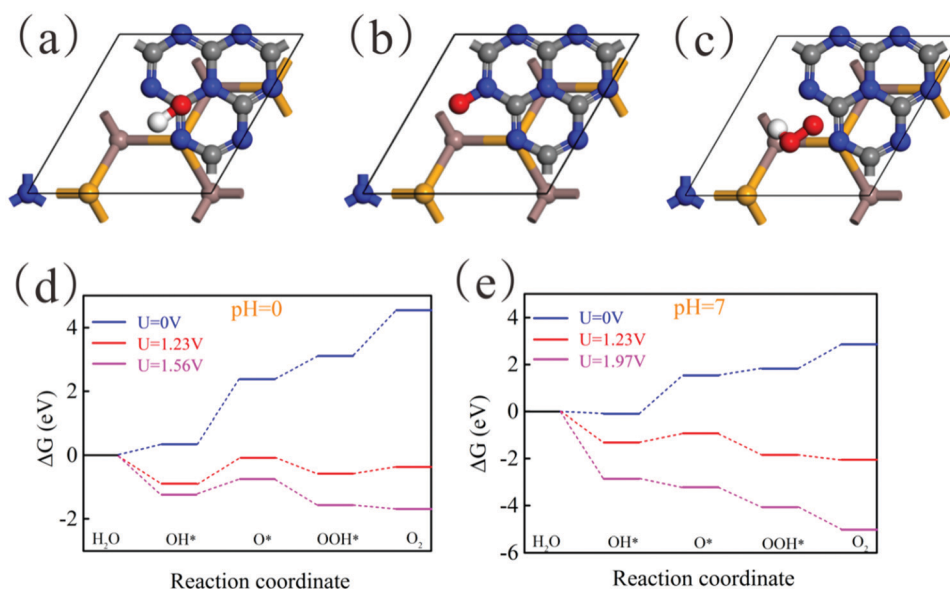 (a)
(b)
(c)
(d)
pH=0
U=0V
U=1.23V
U=1.56V
4
2
0
-2
ΔG (eV)
H₂O OH* O* OOH* O₂
Reaction coordinate
(e)
pH=7
U=0V
U=1.23V
U=1.97V
4
2
0
-2
-4
-6
ΔG (eV)
H₂O OH* O* OOH* O₂
Reaction coordinate